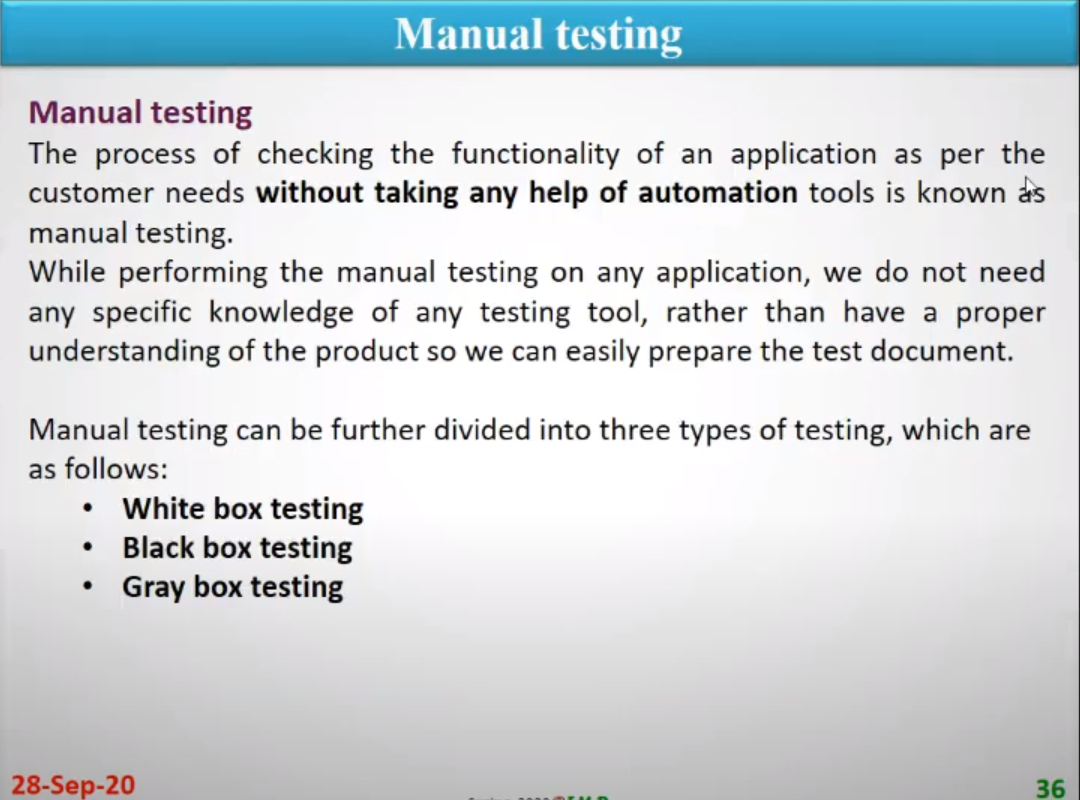 Manual testing
Manual testing
The process of checking the functionality of an application as per the
customer needs without taking any help of automation tools is known as
manual testing.
While performing the manual testing on any application, we do not need
any specific knowledge of any testing tool, rather than have a proper
understanding of the product so we can easily prepare the test document.
Manual testing can be further divided into three types of testing, which are
as follows:
• White box testing
• Black box testing
• Gray box testing
28-Sep-20
36